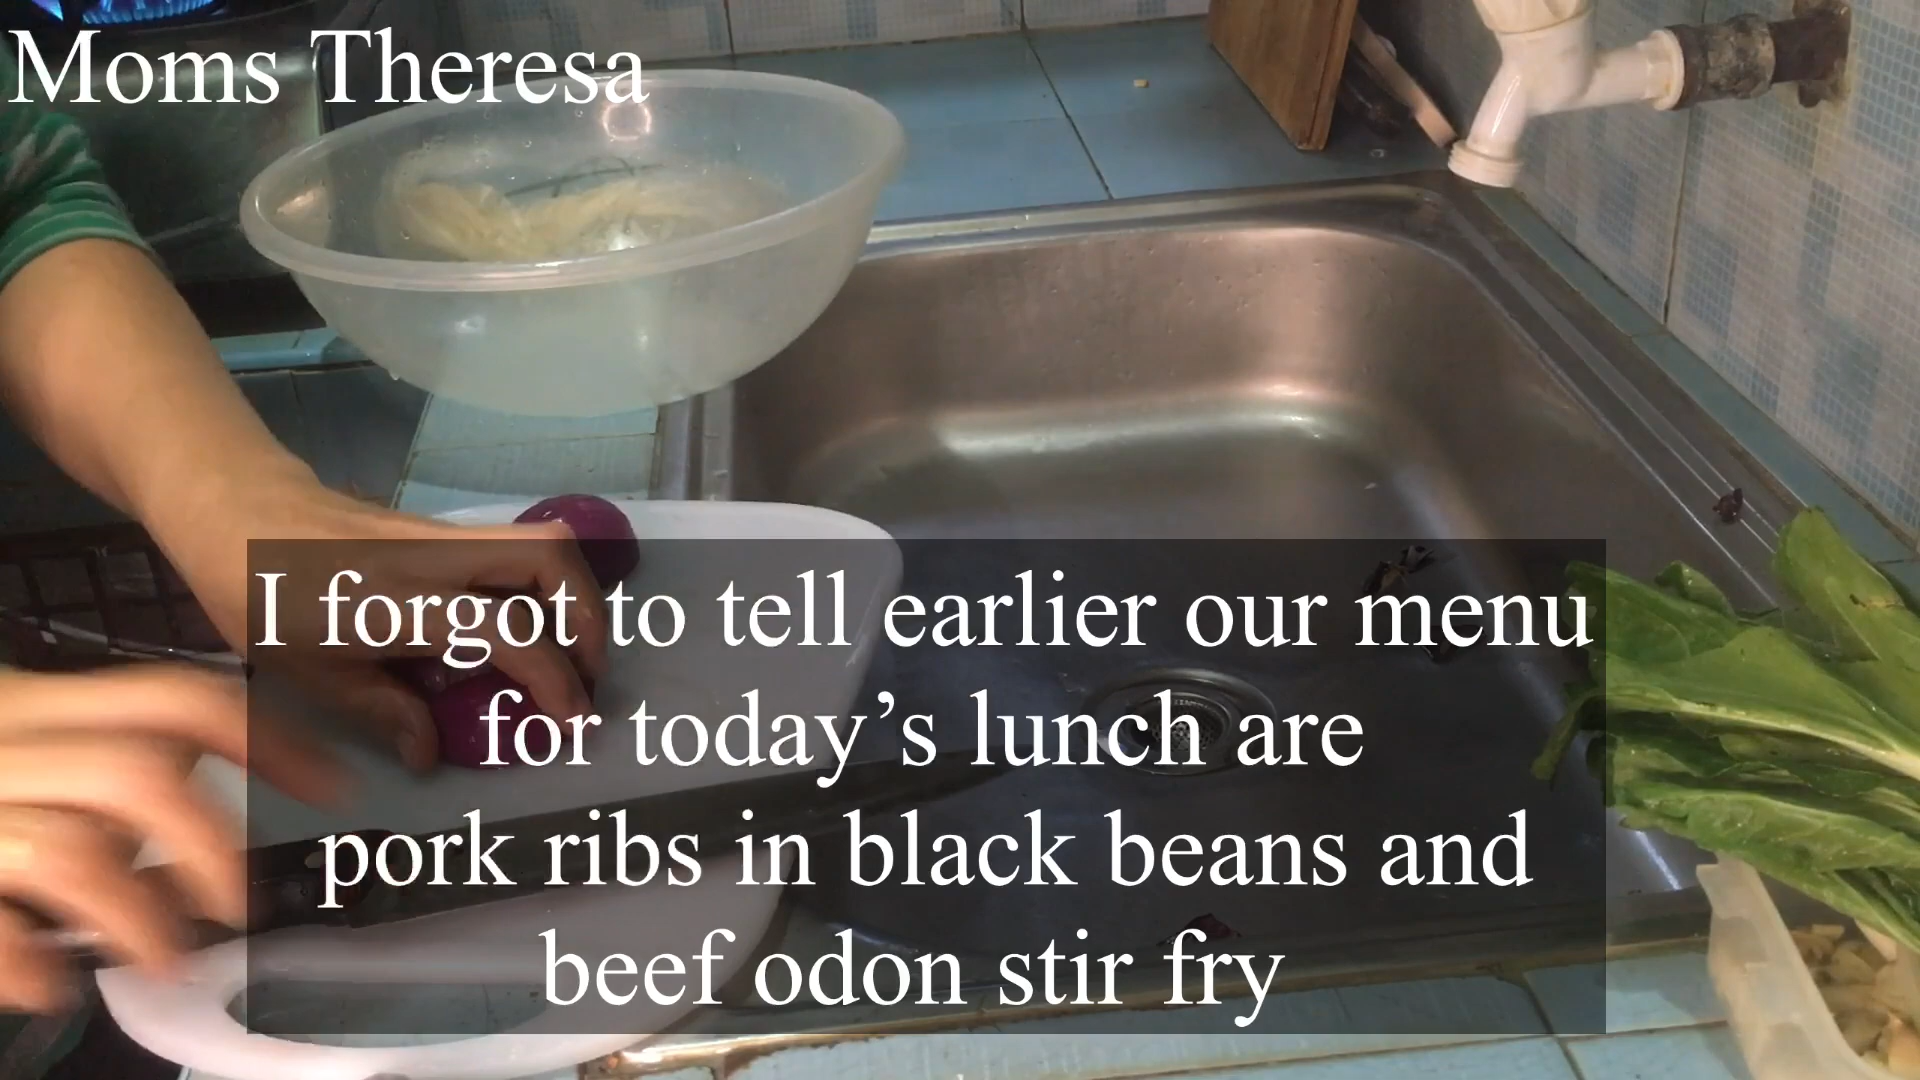 Moms Theresa
I forgot to tell earlier our menu
for today’s lunch are
pork ribs in black beans and
beef odon stir fry